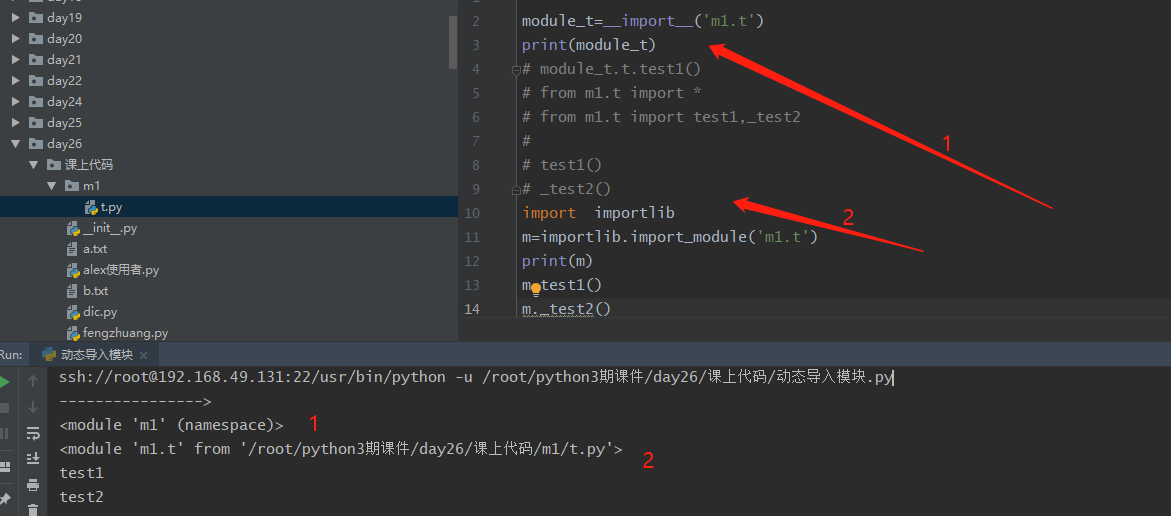 day19
day20
day21
day22
day24
day25
day26
课上代码
m1
t.py
__init__.py
a.txt
alex使用者.py
b.txt
dic.py
fengzhuang.py
2 module_t=__import__('m1.t')
3 print(module_t)
4 # module_t.t.test1()
5 # from m1.t import *
6 # from m1.t import test1,_test2
7 #
8 # test1()
9 # _test2()
10 import  importlib
11 m=importlib.import_module('m1.t')
12 print(m)
13 m.test1()
14 m._test2()
1
2
Run: 动态导入模块
ssh://root@192.168.49.131:22/usr/bin/python -u /root/python3期课件/day26/课上代码/动态导入模块.py
---------------->
<module 'm1' (namespace)> 1
<module 'm1.t' from '/root/python3期课件/day26/课上代码/m1/t.py'> 2
test1
test2